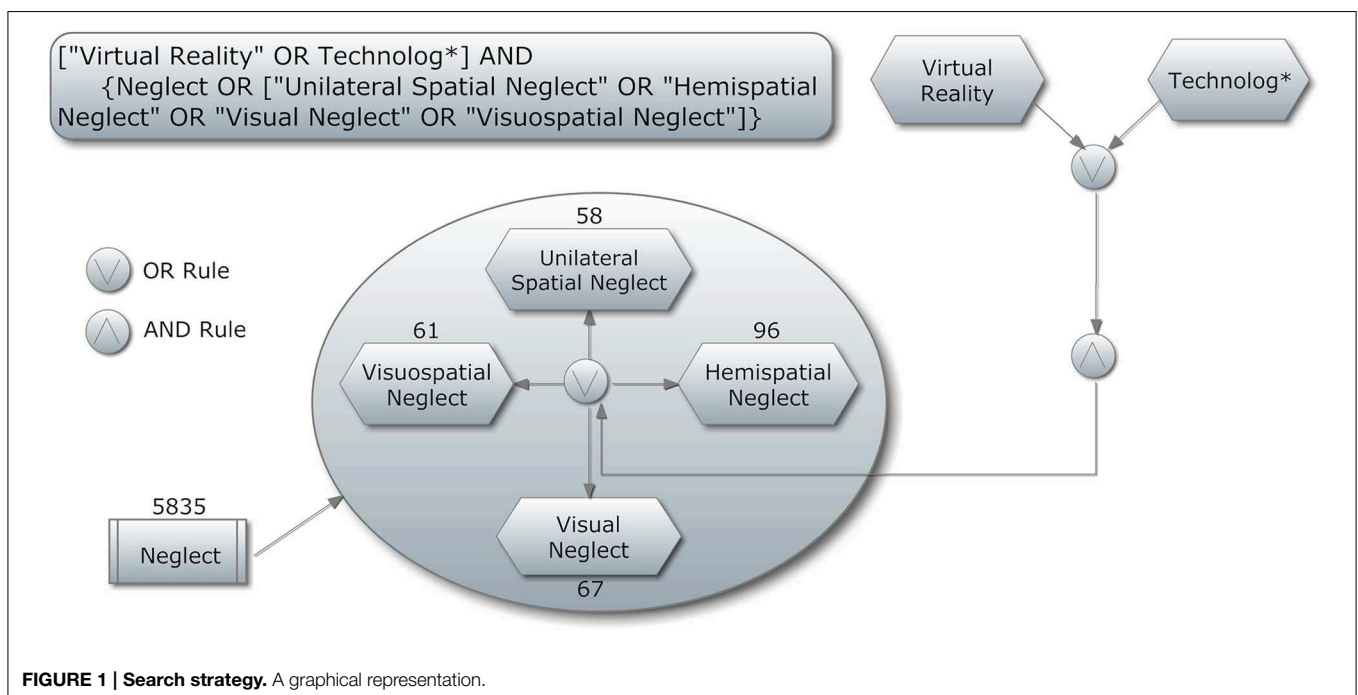 ["Virtual Reality" OR Technolog*] AND
{Neglect OR ["Unilateral Spatial Neglect" OR "Hemispatial
Neglect" OR "Visual Neglect" OR "Visuospatial Neglect"]}
Virtual
Reality
Technolog*
OR Rule
AND Rule
58
Unilateral
Spatial Neglect
61
Visuospatial
Neglect
96
Hemispatial
Neglect
Visual
Neglect
67
5835
Neglect
FIGURE 1 | Search strategy. A graphical representation.